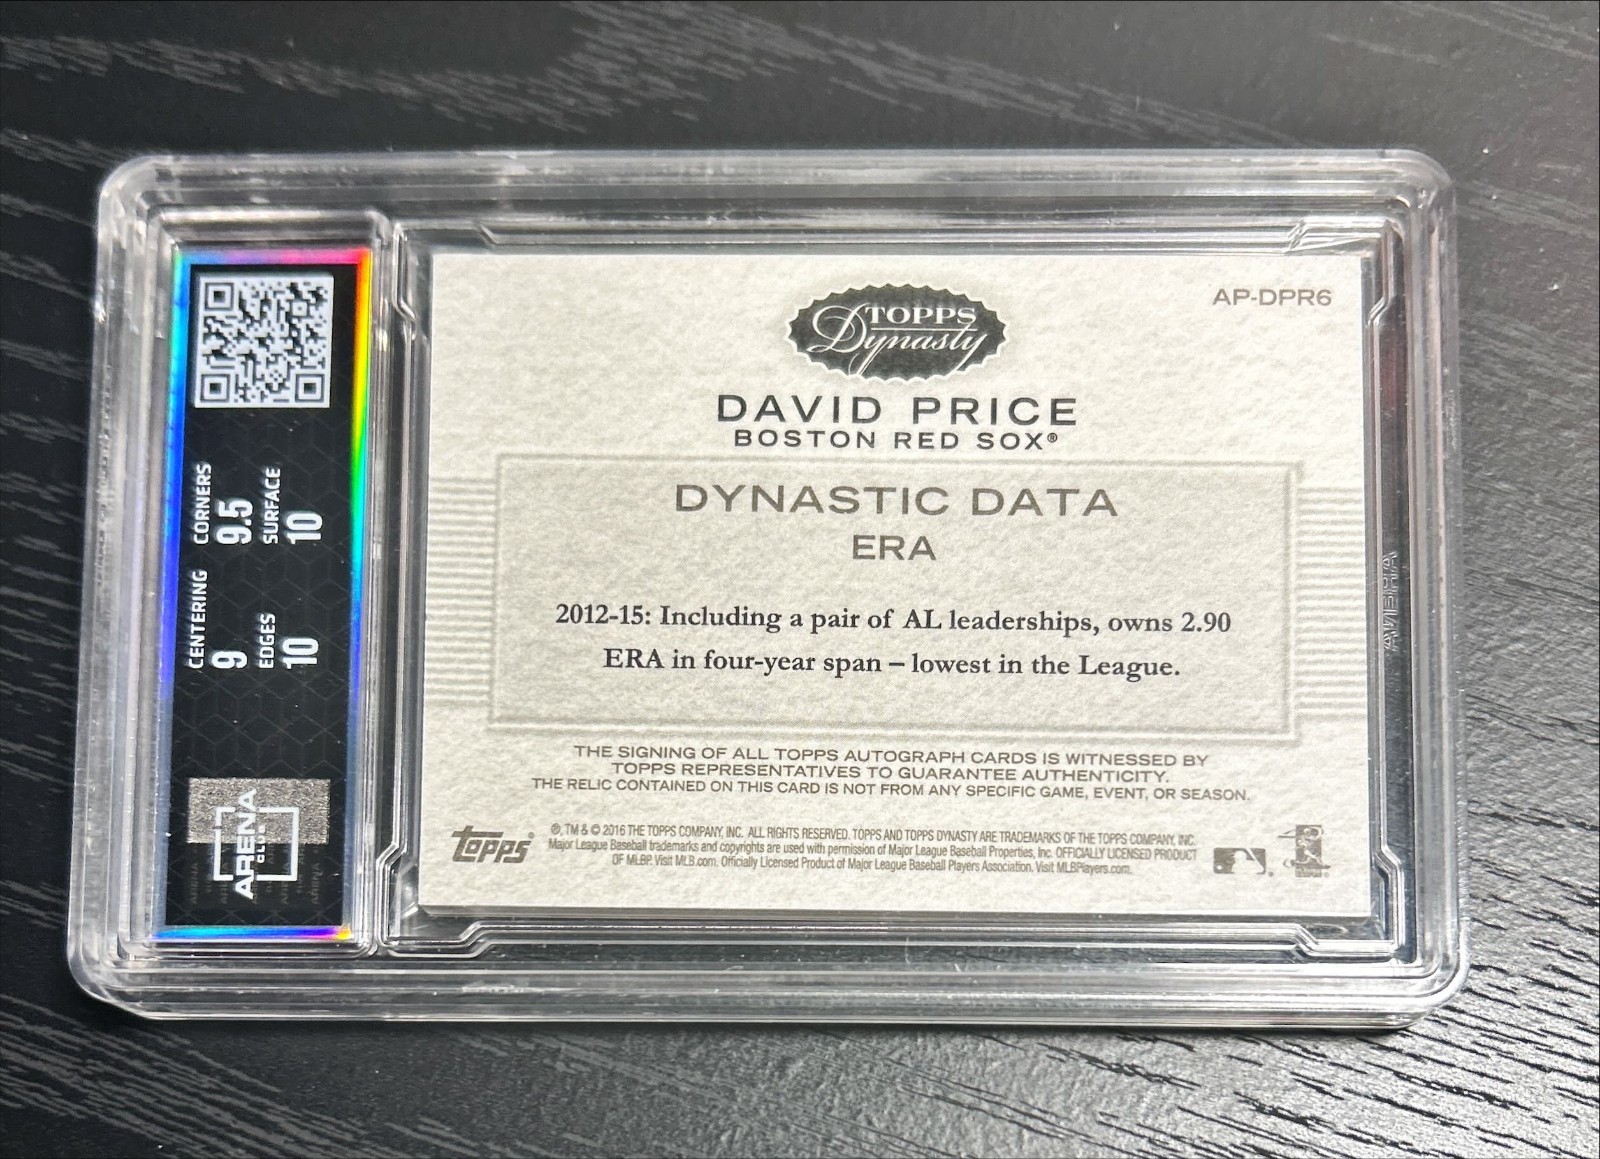 CENTERING CORNERS
9 9.5
EDGES SURFACE
10 10
ARENA
CLUB
AP-DPR6
TOPPS
Dynasty
DAVID PRICE
BOSTON RED SOX®
DYNASTIC DATA
ERA
2012-15: Including a pair of AL leaderships, owns 2.90
ERA in four-year span – lowest in the League.
THE SIGNING OF ALL TOPPS AUTOGRAPH CARDS IS WITNESSED BY
TOPPS REPRESENTATIVES TO GUARANTEE AUTHENTICITY.
THE RELIC CONTAINED ON THIS CARD IS NOT FROM ANY SPECIFIC GAME, EVENT, OR SEASON.
topps
®, TM & © 2016 THE TOPPS COMPANY, INC. ALL RIGHTS RESERVED. TOPPS AND TOPPS DYNASTY ARE TRADEMARKS OF THE TOPPS COMPANY, INC.
Major League Baseball trademarks and copyrights are used with permission of Major League Baseball Properties, Inc. OFFICIALLY LICENSED PRODUCT
OF MLBP. Visit MLB.com. Officially Licensed Product of Major League Baseball Players Association. Visit MLBPlayers.com.
ARENA